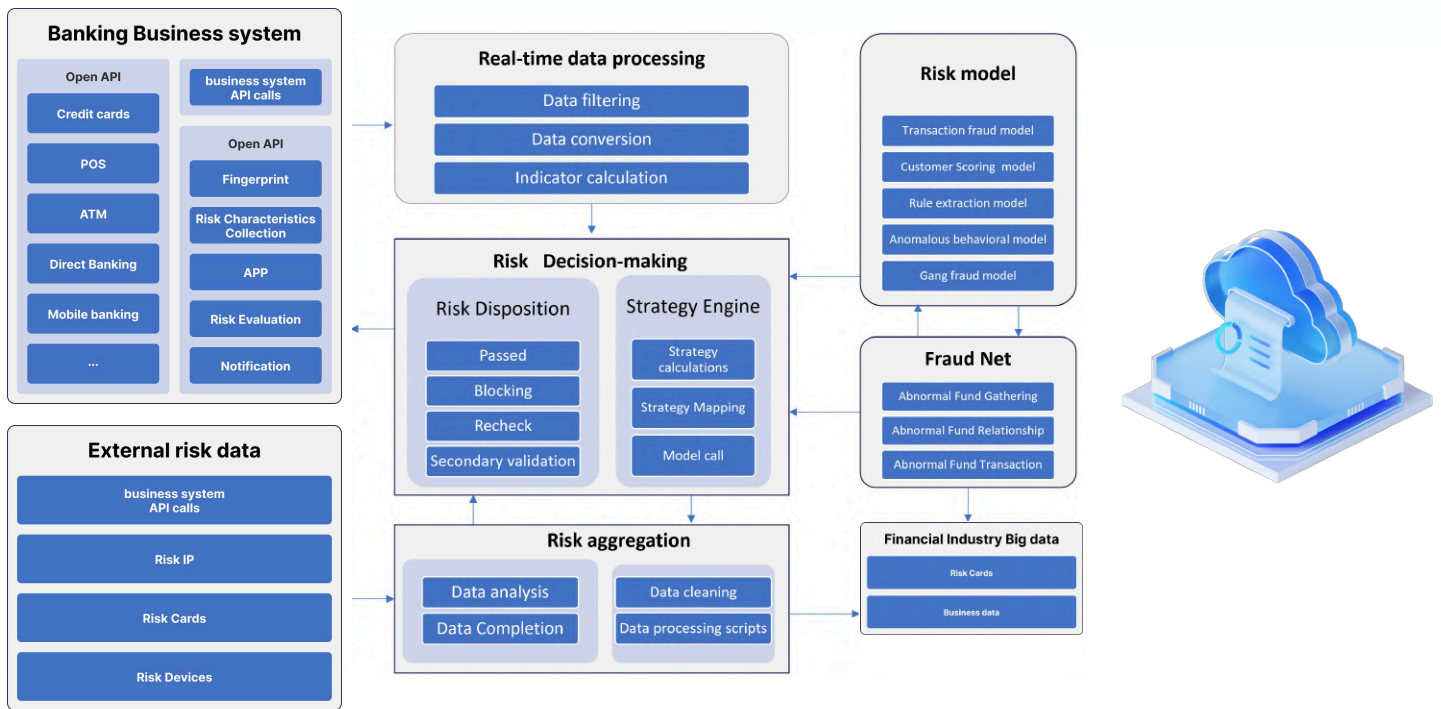 Banking Business system
Open API
Credit cards
POS
ATM
Direct Banking
Mobile banking
...
business system
API calls
Open API
Fingerprint
Risk Characteristics
Collection
APP
Risk Evaluation
Notification
External risk data
business system
API calls
Risk IP
Risk Cards
Risk Devices
Real-time data processing
Data filtering
Data conversion
Indicator calculation
Risk Decision-making
Risk Disposition
Passed
Blocking
Recheck
Secondary validation
Strategy Engine
Strategy
calculations
Strategy Mapping
Model call
Risk aggregation
Data analysis
Data Completion
Data cleaning
Data processing scripts
Risk model
Transaction fraud model
Customer Scoring model
Rule extraction model
Anomalous behavioral model
Gang fraud model
Fraud Net
Abnormal Fund Gathering
Abnormal Fund Relationship
Abnormal Fund Transaction
Financial Industry Big data
Risk Cards
Business data